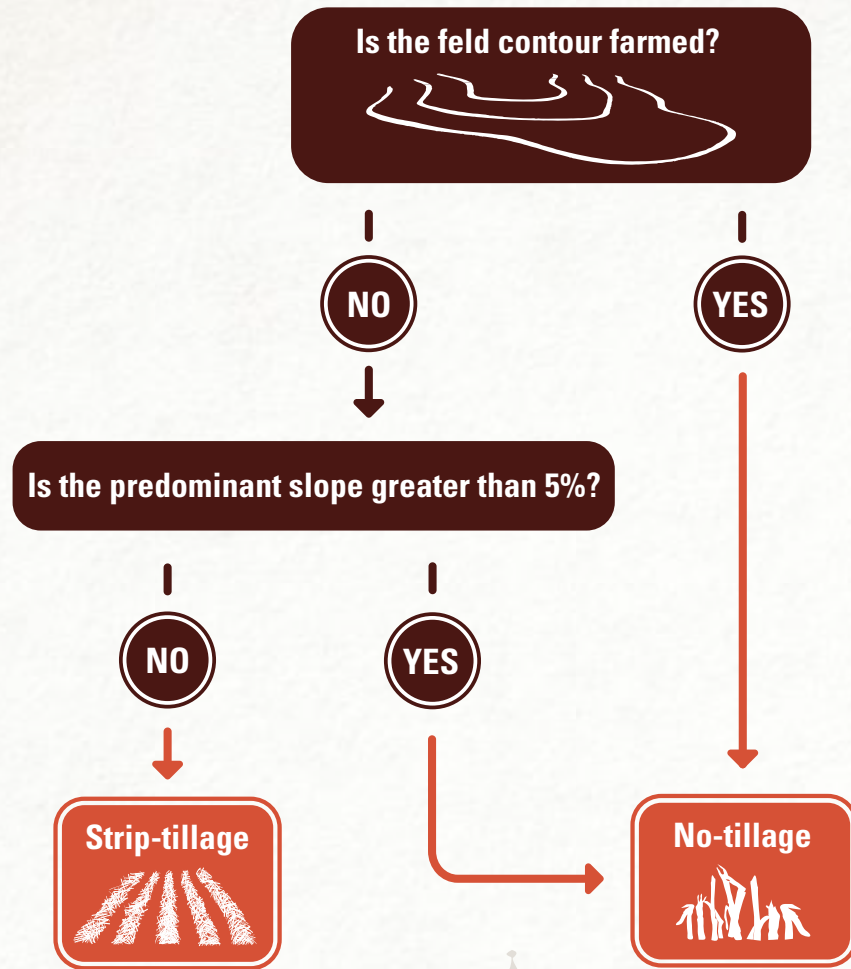 Is the feld contour farmed?
NO
YES
Is the predominant slope greater than 5%?
NO
YES
Strip-tillage
No-tillage